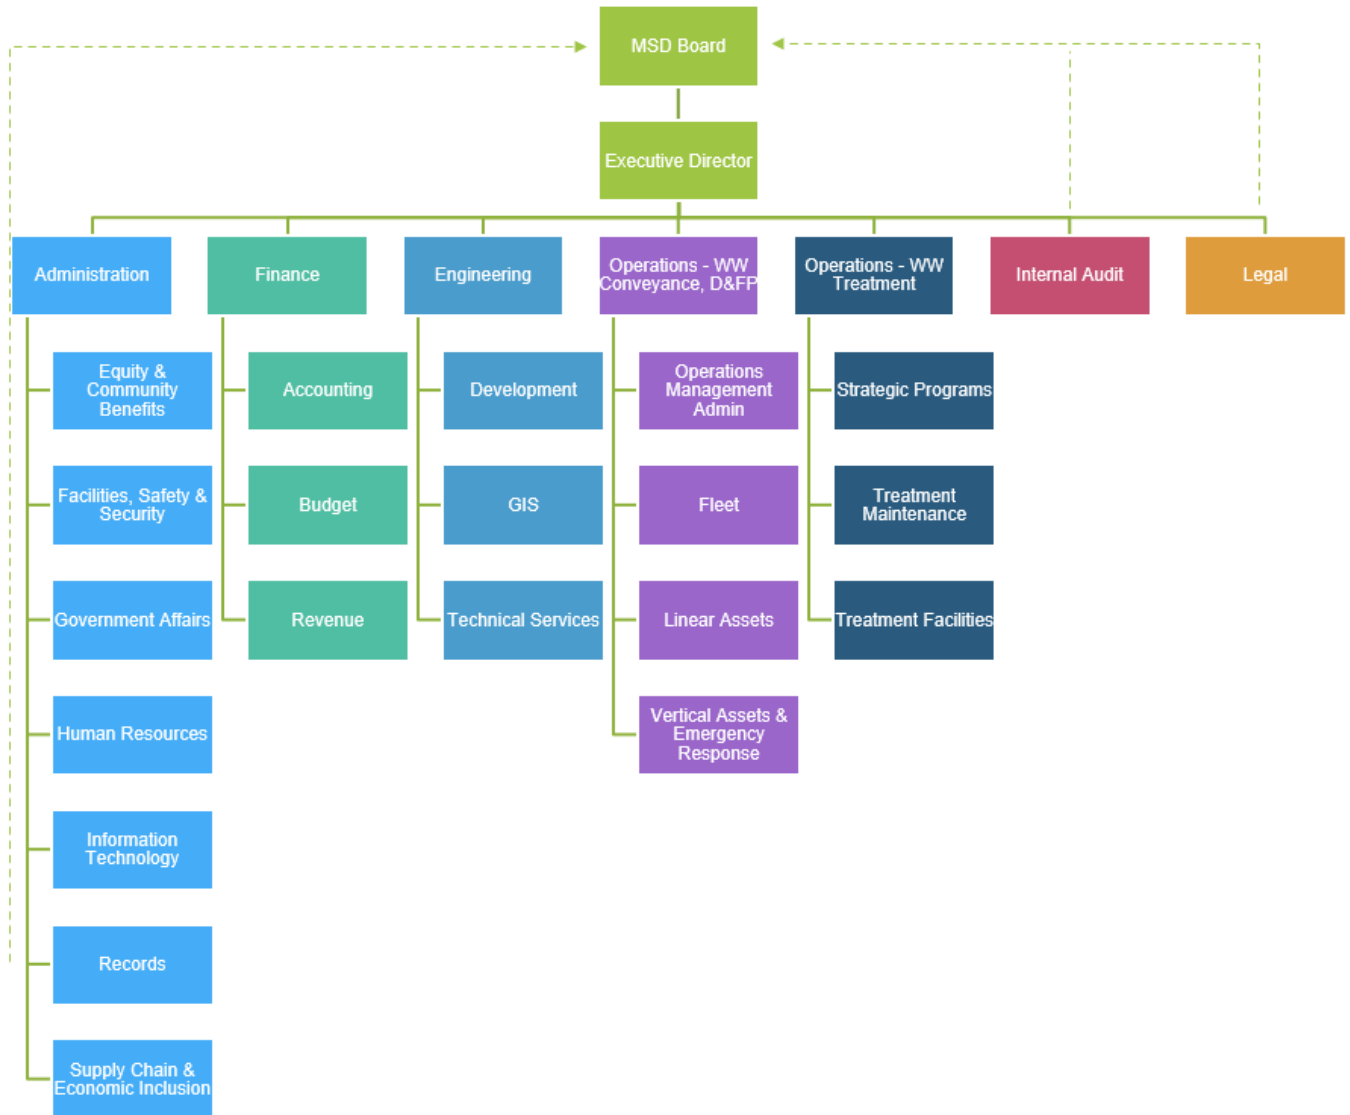 MSD Board
Executive Director
Administration
Finance
Engineering
Operations - WW
Conveyance, D&FP
Operations - WW
Treatment
Internal Audit
Legal
Equity &
Community
Benefits
Accounting
Development
Operations
Management
Admin
Strategic Programs
Facilities, Safety &
Security
Budget
GIS
Fleet
Treatment
Maintenance
Government Affairs
Revenue
Technical Services
Linear Assets
Treatment Facilities
Human Resources
Vertical Assets &
Emergency
Response
Information
Technology
Records
Supply Chain &
Economic Inclusion